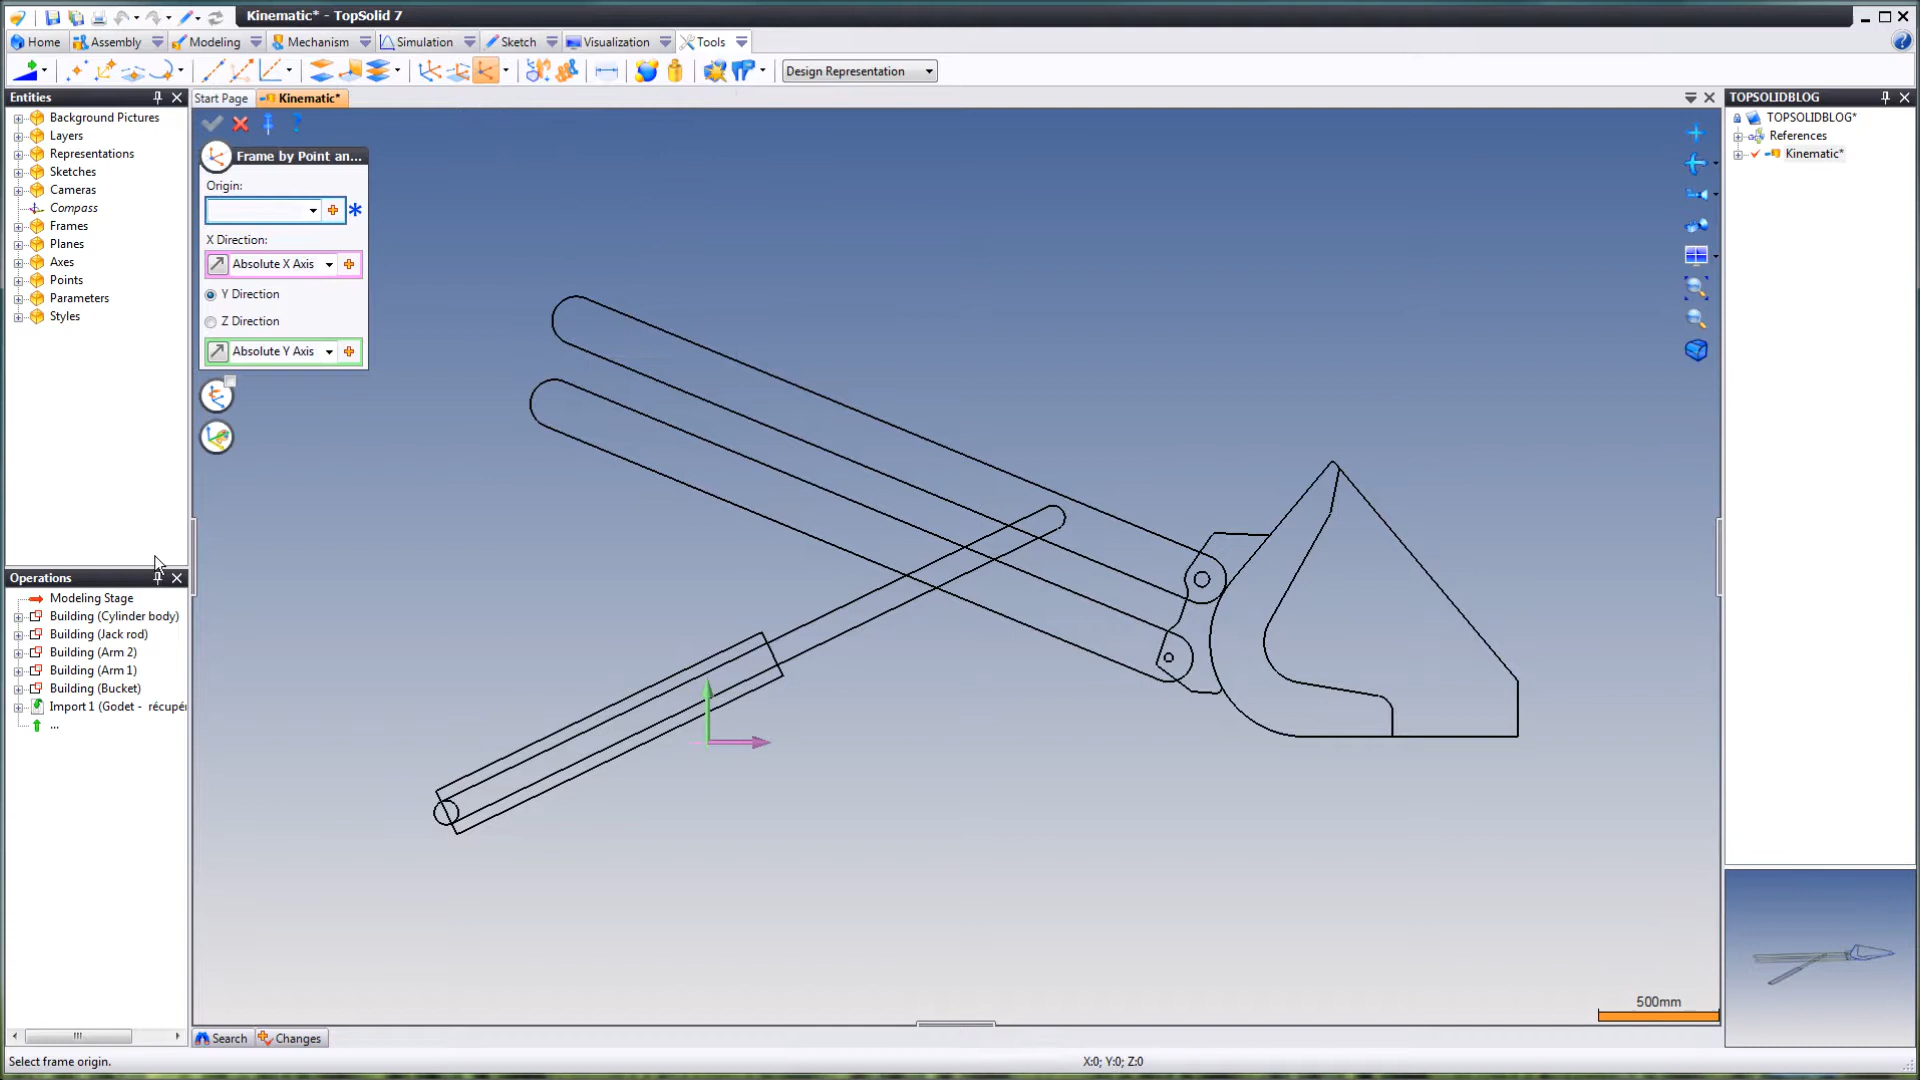 Kinematic* - TopSolid 7
Home Assembly Modeling Mechanism Simulation Sketch Visualization Tools
Design Representation
Entities
Start Page Kinematic*
TOPSOLIDBLOG
Background Pictures
Layers
Representations
Sketches
Cameras
Compass
Frames
Planes
Axes
Points
Parameters
Styles
Frame by Point an...
Origin:
X Direction:
Absolute X Axis
Y Direction
Z Direction
Absolute Y Axis
TOPSOLIDBLOG*
References
Kinematic*
Operations
Modeling Stage
Building (Cylinder body)
Building (Jack rod)
Building (Arm 2)
Building (Arm 1)
Building (Bucket)
Import 1 (Godet - récupér
...
500mm
Search Changes
Select frame origin.
X:0; Y:0; Z:0